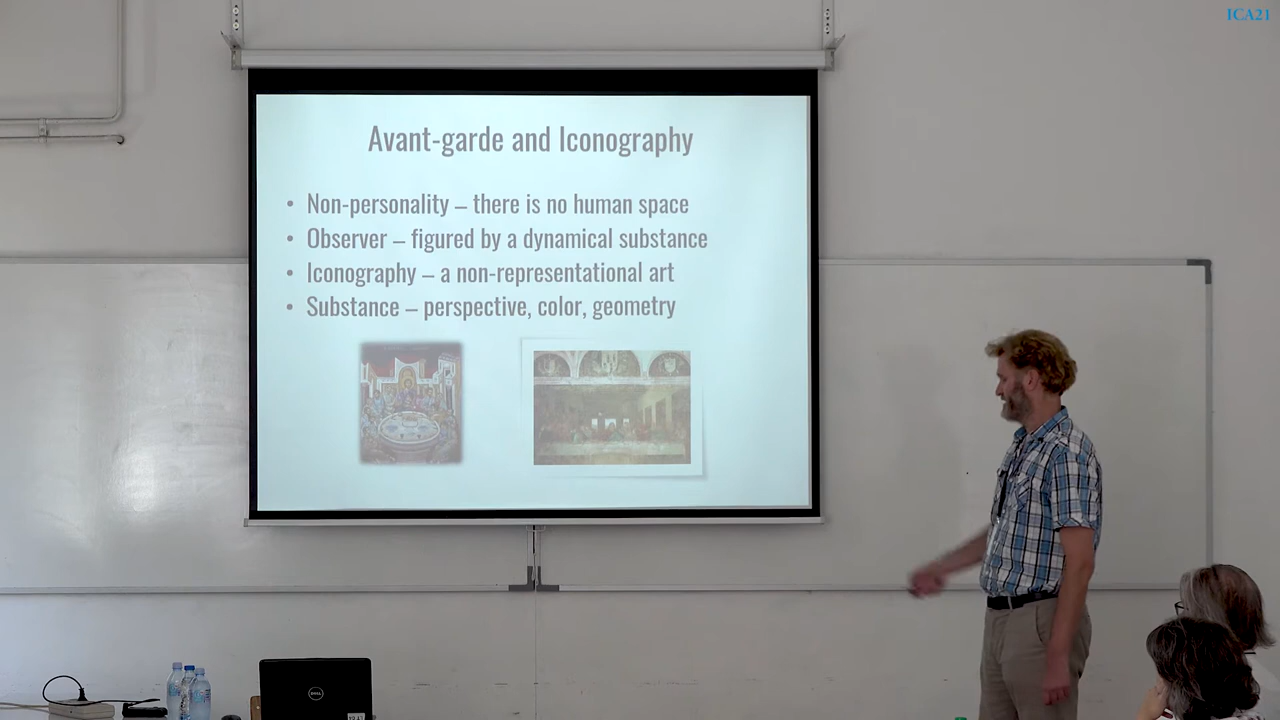 ICA21
Avant-garde and Iconography
• Non-personality – there is no human space
• Observer – figured by a dynamical substance
• Iconography – a non-representational art
• Substance – perspective, color, geometry
DELL